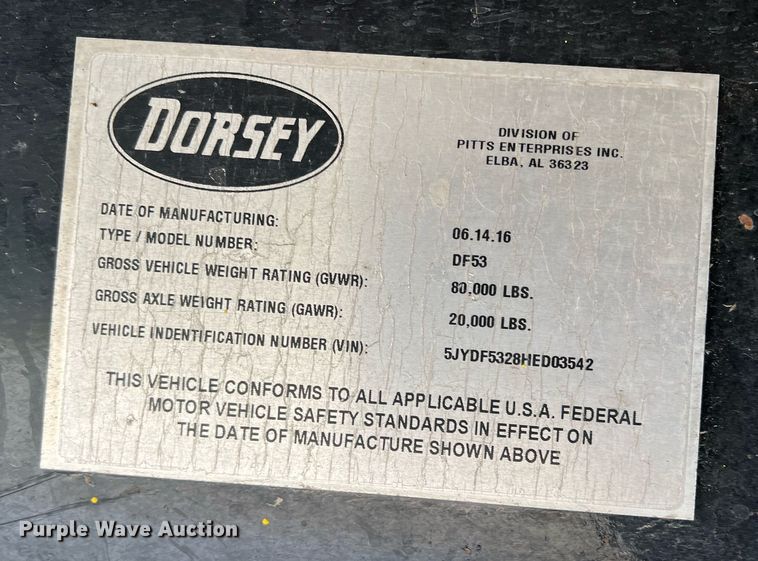 DORSEY
DIVISION OF
PITTS ENTERPRISES INC.
ELBA, AL 36323
DATE OF MANUFACTURING: 06.14.16
TYPE / MODEL NUMBER: DF53
GROSS VEHICLE WEIGHT RATING (GVWR): 80,000 LBS.
GROSS AXLE WEIGHT RATING (GAWR): 20,000 LBS.
VEHICLE INDENTIFICATION NUMBER (VIN): 5JYDF5328HED03542
THIS VEHICLE CONFORMS TO ALL APPLICABLE U.S.A. FEDERAL
MOTOR VEHICLE SAFETY STANDARDS IN EFFECT ON
THE DATE OF MANUFACTURE SHOWN ABOVE
Purple Wave Auction